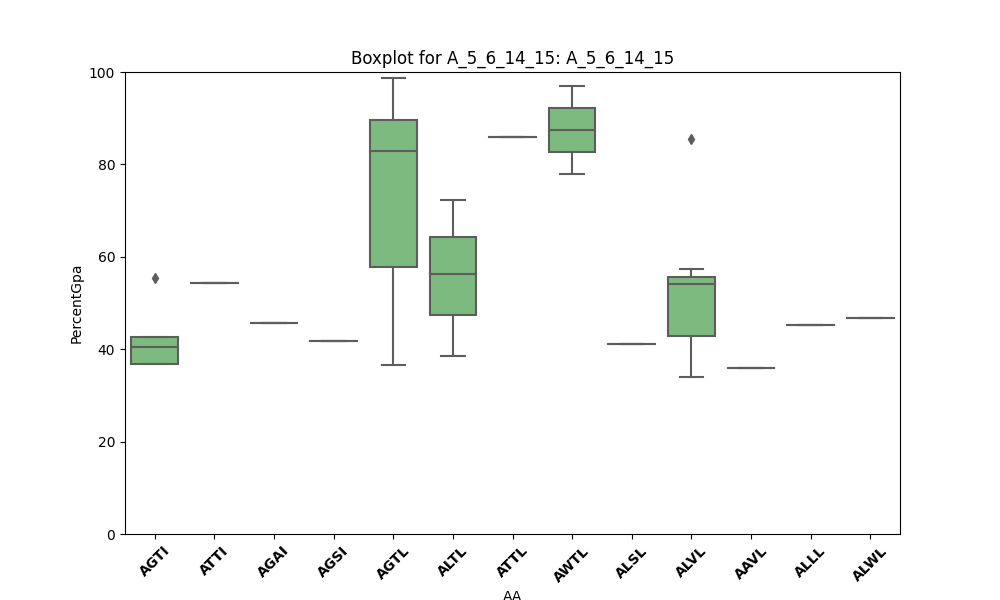 Boxplot for A_5_6_14_15: A_5_6_14_15
PercentGpa
100
80
60
40
20
0
AGTI ATTI AGAI AGSI AGTL ALTL ATTL AWTL ALSL ALVL AAVL ALLL ALWL
AA